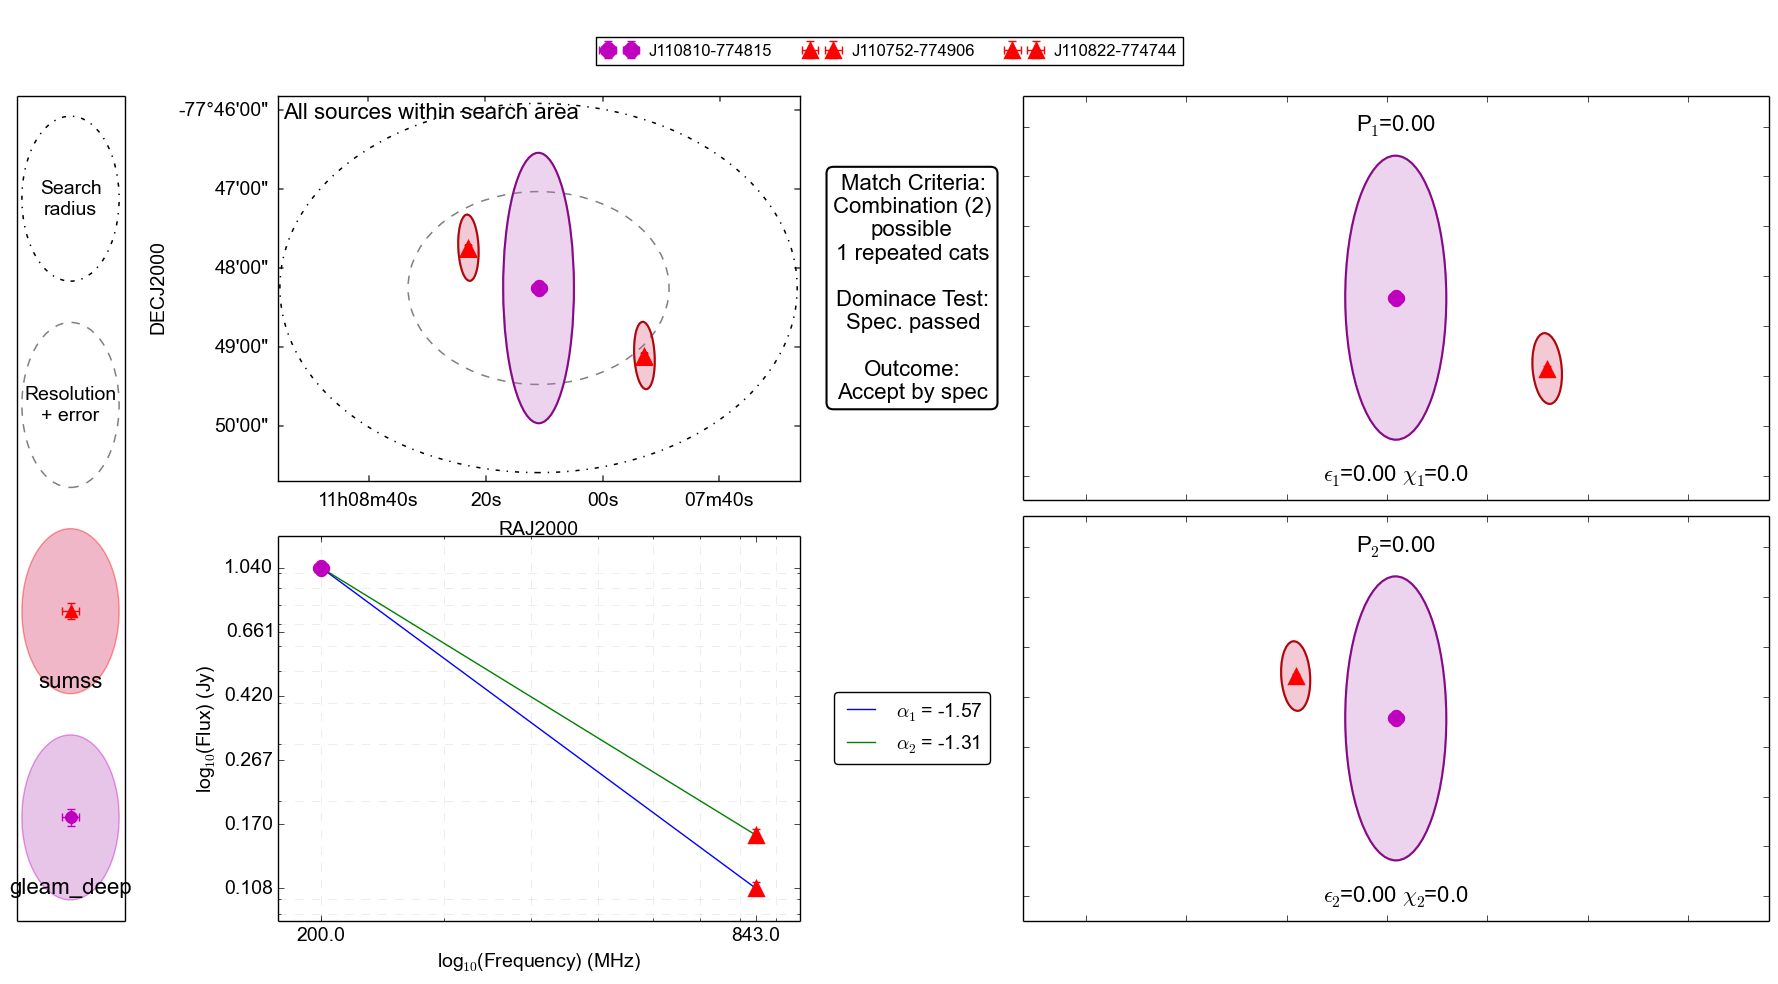 J110810-774815 J110752-774906 J110822-774744
Search
radius
Resolution
+ error
sumss
gleam_deep
All sources within search area
-77°46'00"
47'00"
48'00"
49'00"
50'00"
DECJ2000
11h08m40s 20s 00s 07m40s
RAJ2000
Match Criteria:
Combination (2)
possible
1 repeated cats
Dominace Test:
Spec. passed
Outcome:
Accept by spec
P₁=0.00
ϵ₁=0.00 χ₁=0.0
1.040
0.661
0.420
0.267
0.170
0.108
log₁₀(Flux) (Jy)
200.0 843.0
log₁₀(Frequency) (MHz)
α₁ = -1.57
α₂ = -1.31
P₂=0.00
ϵ₂=0.00 χ₂=0.0